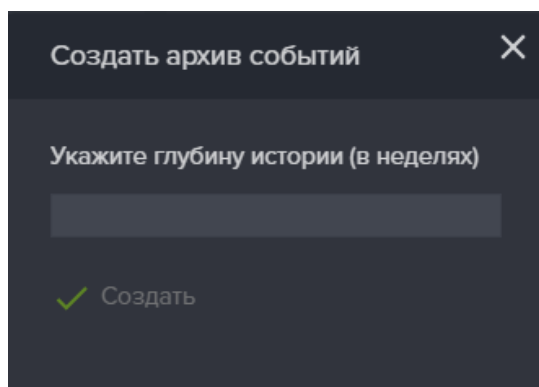 Создать архив событий
Укажите глубину истории (в неделях)
Создать